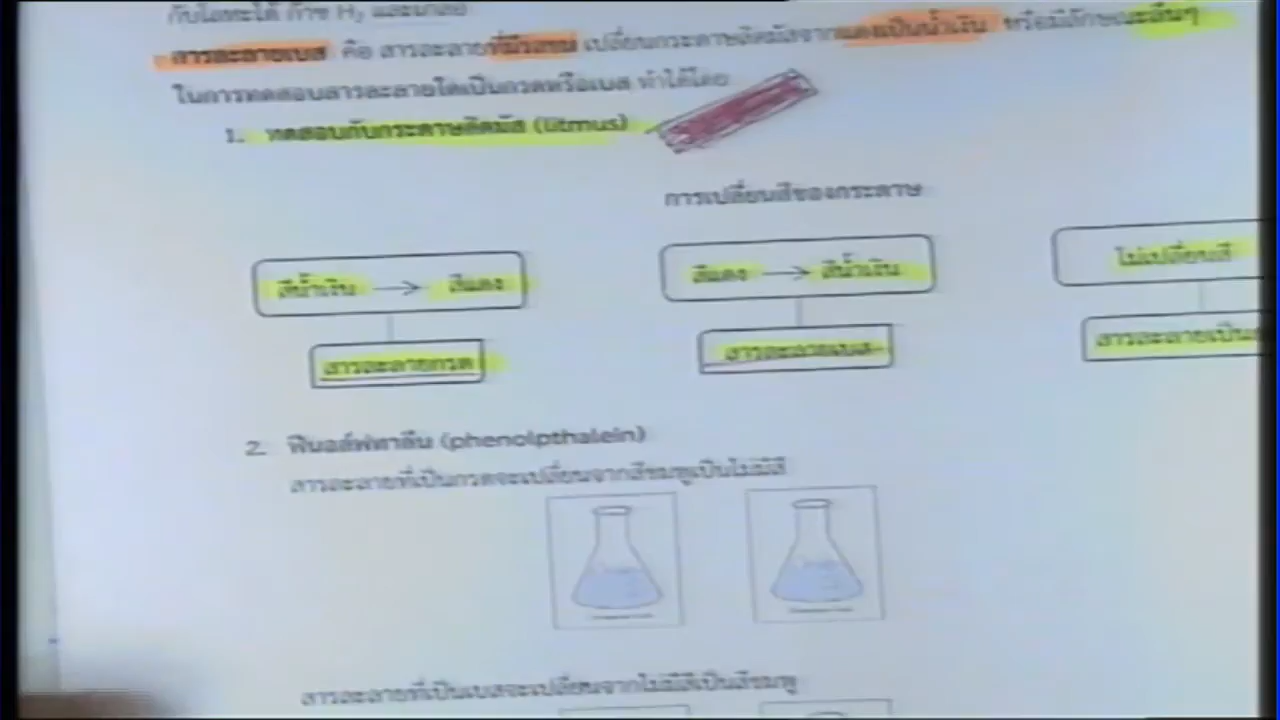 กับโลหะได้ ก๊าซ H₂ และเกลือ
สารละลายเบส คือ สารละลายที่มีรสขม เปลี่ยนกระดาษลิตมัสจากแดงเป็นน้ำเงิน หรือมีลักษณะลื่นๆ
ในการทดสอบสารละลายใดเป็นกรดหรือเบส ทำได้โดย
1. ทดสอบกับกระดาษลิตมัส (litmus)
การเปลี่ยนสีของกระดาษ
สีน้ำเงิน → สีแดง
สีแดง → สีน้ำเงิน
ไม่เปลี่ยนสี
สารละลายกรด
สารละลายเบส
สารละลายเป็น
2. ฟีนอล์ฟทาลีน (phenolpthalein)
สารละลายที่เป็นกรดจะเปลี่ยนจากสีชมพูเป็นไม่มีสี
สารละลายที่เป็นเบสจะเปลี่ยนจากไม่มีสีเป็นสีชมพู